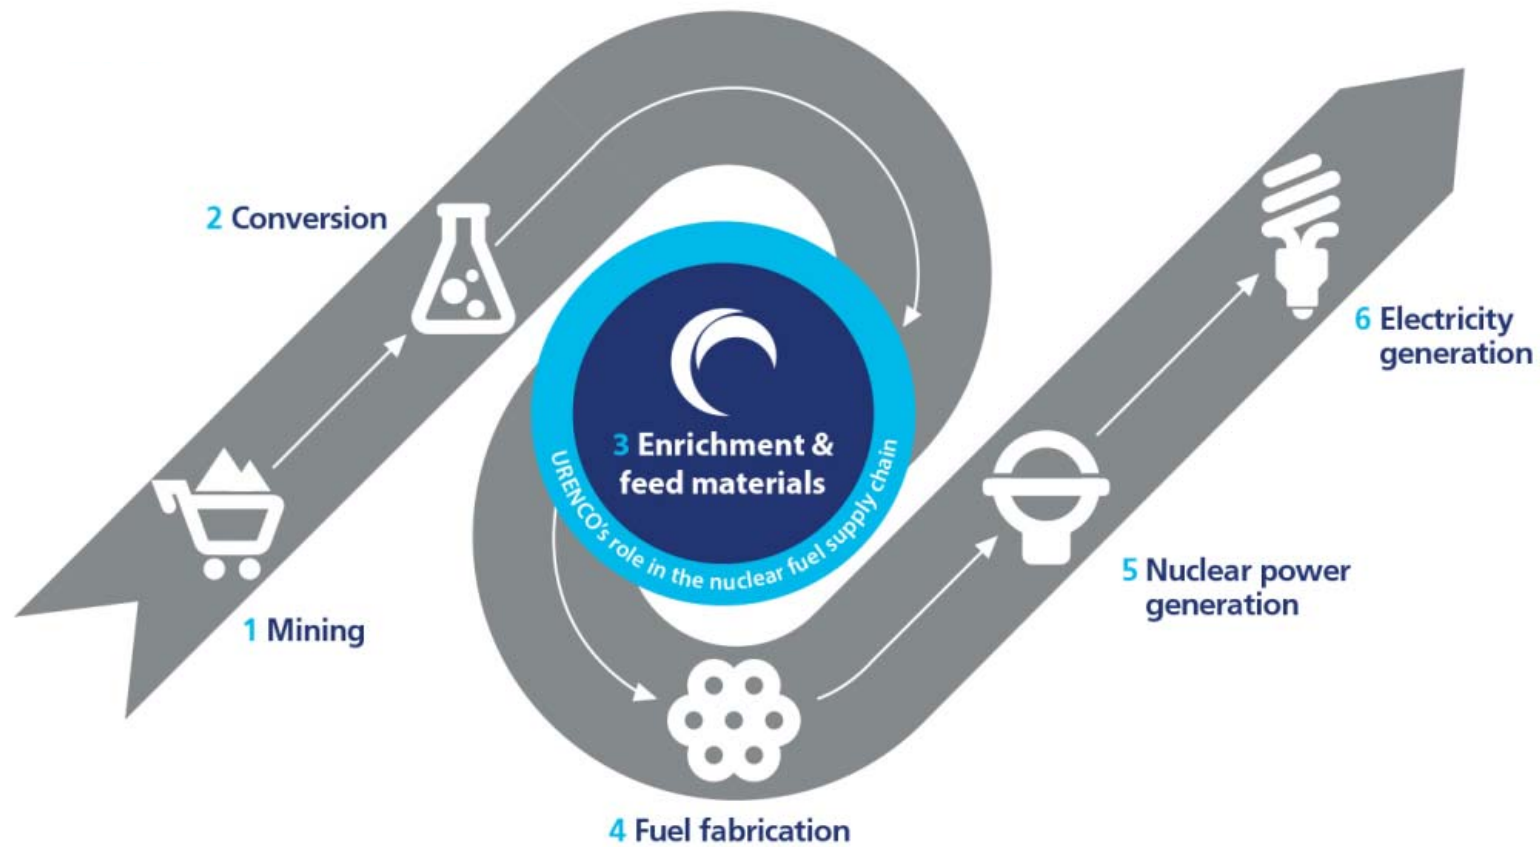 1 Mining
2 Conversion
3 Enrichment &
feed materials
URENCO's role in the nuclear fuel supply chain
4 Fuel fabrication
5 Nuclear power
generation
6 Electricity
generation